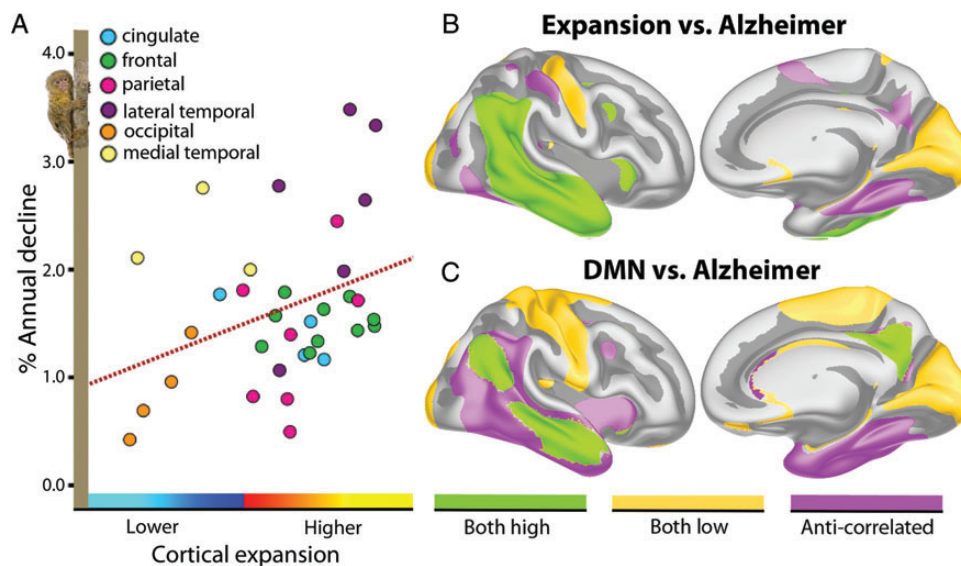 A
cingulate
frontal
parietal
lateral temporal
occipital
medial temporal
4.0
3.0
2.0
1.0
0.0
% Annual decline
Lower
Higher
Cortical expansion
B
Expansion vs. Alzheimer
C
DMN vs. Alzheimer
Both high
Both low
Anti-correlated